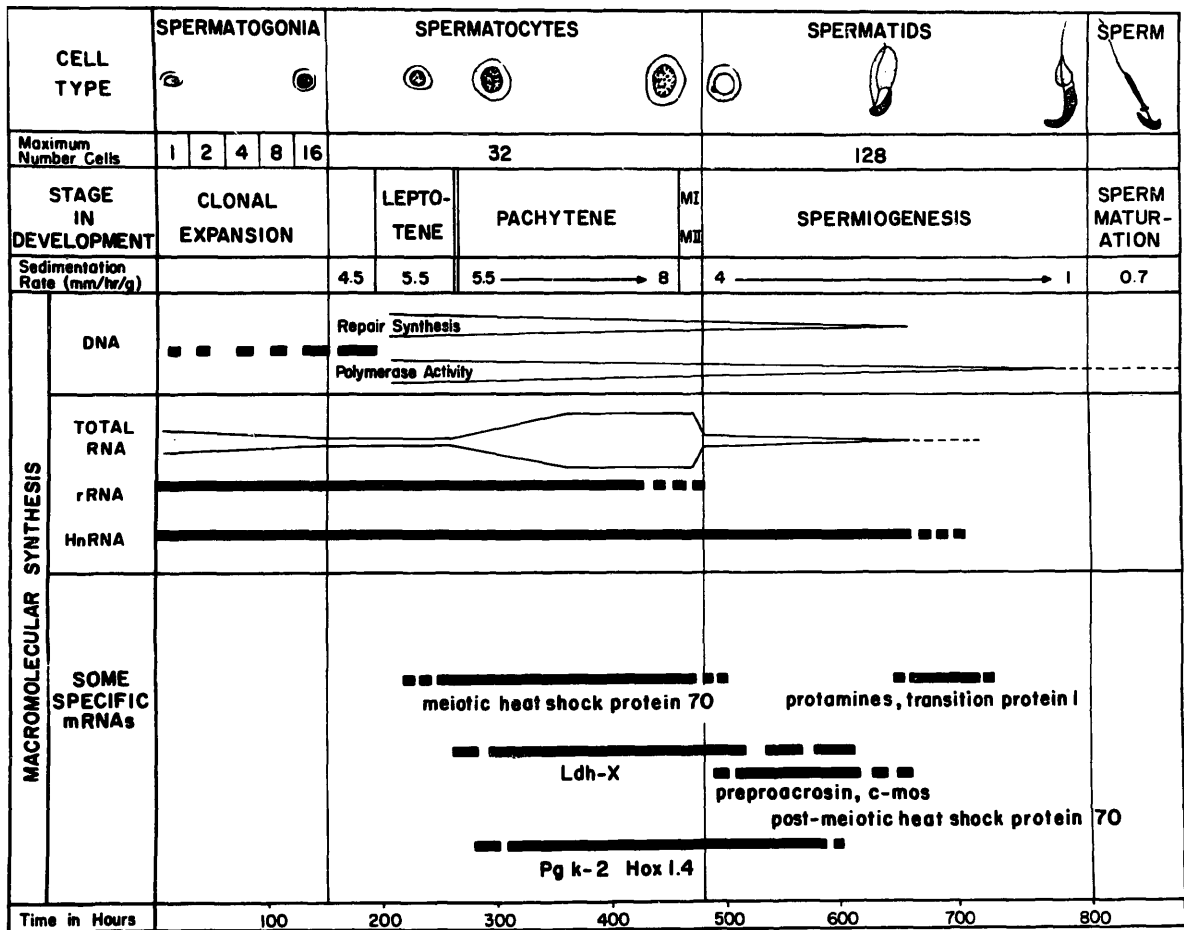 CELL
TYPE
SPERMATOGONIA
SPERMATOCYTES
SPERMATIDS
SPERM
Maximum
Number Cells
1 2 4 8 16
32
128
STAGE
IN
DEVELOPMENT
CLONAL
EXPANSION
LEPTO-
TENE
PACHYTENE
MI
MII
SPERMIOGENESIS
SPERM
MATUR-
ATION
Sedimentation
Rate (mm/hr/g)
4.5
5.5
5.5 → 8
4 → 1
0.7
MACROMOLECULAR SYNTHESIS
DNA
Repair Synthesis
Polymerase Activity
TOTAL
RNA
rRNA
HnRNA
SOME
SPECIFIC
mRNAs
meiotic heat shock protein 70
protamines, transition protein 1
Ldh-X
preproacrosin, c-mos
post-meiotic heat shock protein 70
Pg k-2 Hox 1.4
Time in Hours
100 200 300 400 500 600 700 800